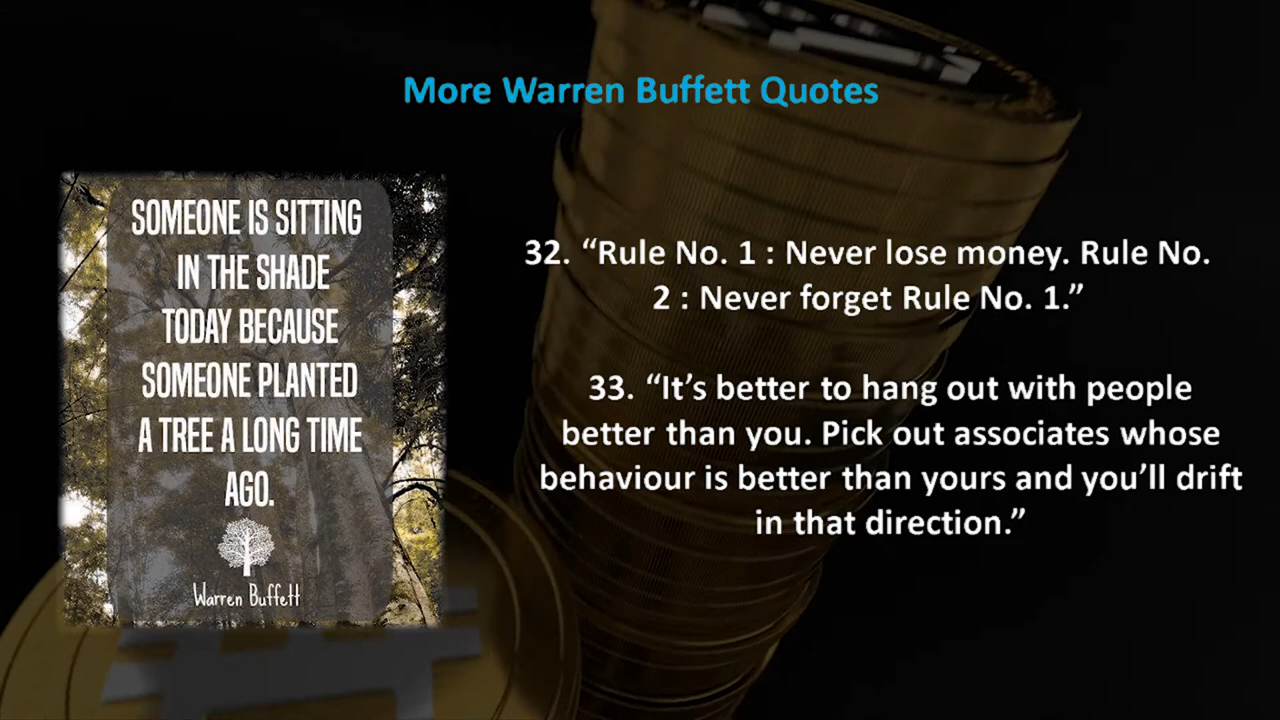 More Warren Buffett Quotes
SOMEONE IS SITTING
IN THE SHADE
TODAY BECAUSE
SOMEONE PLANTED
A TREE A LONG TIME
AGO.
Warren Buffett
32. “Rule No. 1 : Never lose money. Rule No.
2 : Never forget Rule No. 1.”
33. “It’s better to hang out with people
better than you. Pick out associates whose
behaviour is better than yours and you’ll drift
in that direction.”